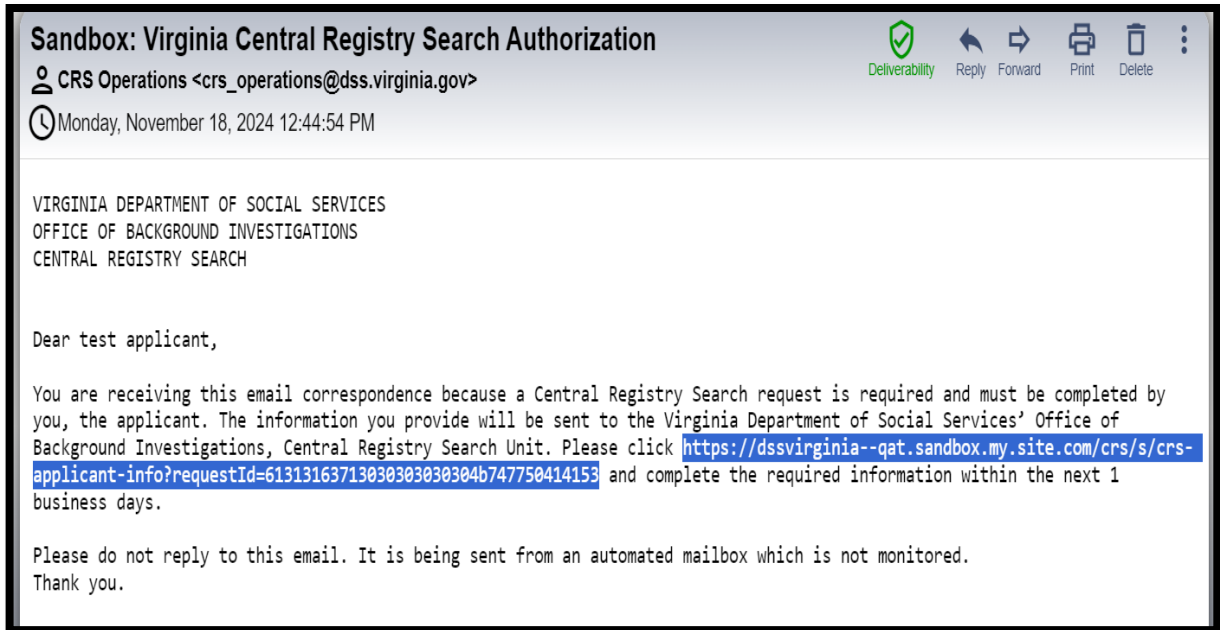 Sandbox: Virginia Central Registry Search Authorization
CRS Operations <crs_operations@dss.virginia.gov>
Monday, November 18, 2024 12:44:54 PM
Deliverability Reply Forward Print Delete
VIRGINIA DEPARTMENT OF SOCIAL SERVICES
OFFICE OF BACKGROUND INVESTIGATIONS
CENTRAL REGISTRY SEARCH
Dear test applicant,
You are receiving this email correspondence because a Central Registry Search request is required and must be completed by
you, the applicant. The information you provide will be sent to the Virginia Department of Social Services’ Office of
Background Investigations, Central Registry Search Unit. Please click https://dssvirginia--qat.sandbox.my.site.com/crs/s/crs-
applicant-info?requestId=61313163713030303030304b747750414153 and complete the required information within the next 1
business days.
Please do not reply to this email. It is being sent from an automated mailbox which is not monitored.
Thank you.